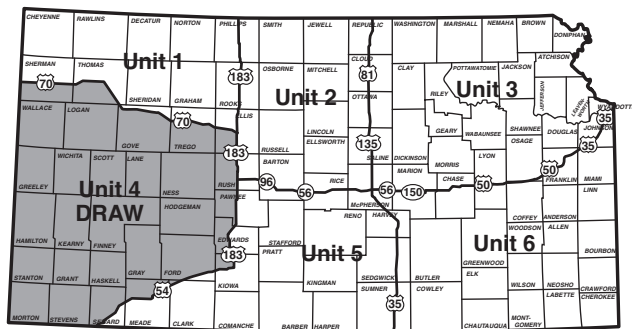 CHEYENNE RAWLINS DECATUR NORTON PHILLIPS SMITH JEWELL REPUBLIC WASHINGTON MARSHALL NEMAHA BROWN
DONIPHAN
SHERMAN THOMAS Unit 1 183 OSBORNE MITCHELL CLOUD 81 CLAY POTTAWATOMIE JACKSON ATCHISON
70 SHERIDAN GRAHAM ROOKS Unit 2 OTTAWA RILEY Unit 3 JEFFERSON
WALLACE LOGAN 70 ELLIS LINCOLN GEARY WABAUNSEE SHAWNEE DOUGLAS JOHNSON 35
GOVE TREGO 183 RUSSELL ELLSWORTH 135 SALINE DICKINSON MORRIS LYON OSAGE 35
WICHITA SCOTT LANE BARTON MARION 50
GREELEY Unit 4 NESS RUSH 96 56 RICE 56 150 CHASE 50 FRANKLIN MIAMI
DRAW HODGEMAN PAWNEE McPHERSON LINN
RENO HARVEY COFFEY ANDERSON
HAMILTON KEARNY FINNEY EDWARDS STAFFORD Unit 5 Unit 6 WOODSON ALLEN
183 PRATT GREENWOOD BOURBON
STANTON GRANT HASKELL GRAY FORD KIOWA KINGMAN SEDGWICK BUTLER ELK WILSON NEOSHO CRAWFORD
54 SUMNER COWLEY LABETTE CHEROKEE
MORTON STEVENS SEWARD MEADE CLARK COMANCHE BARBER HARPER 35 CHAUTAUQUA MONT-
GOMERY